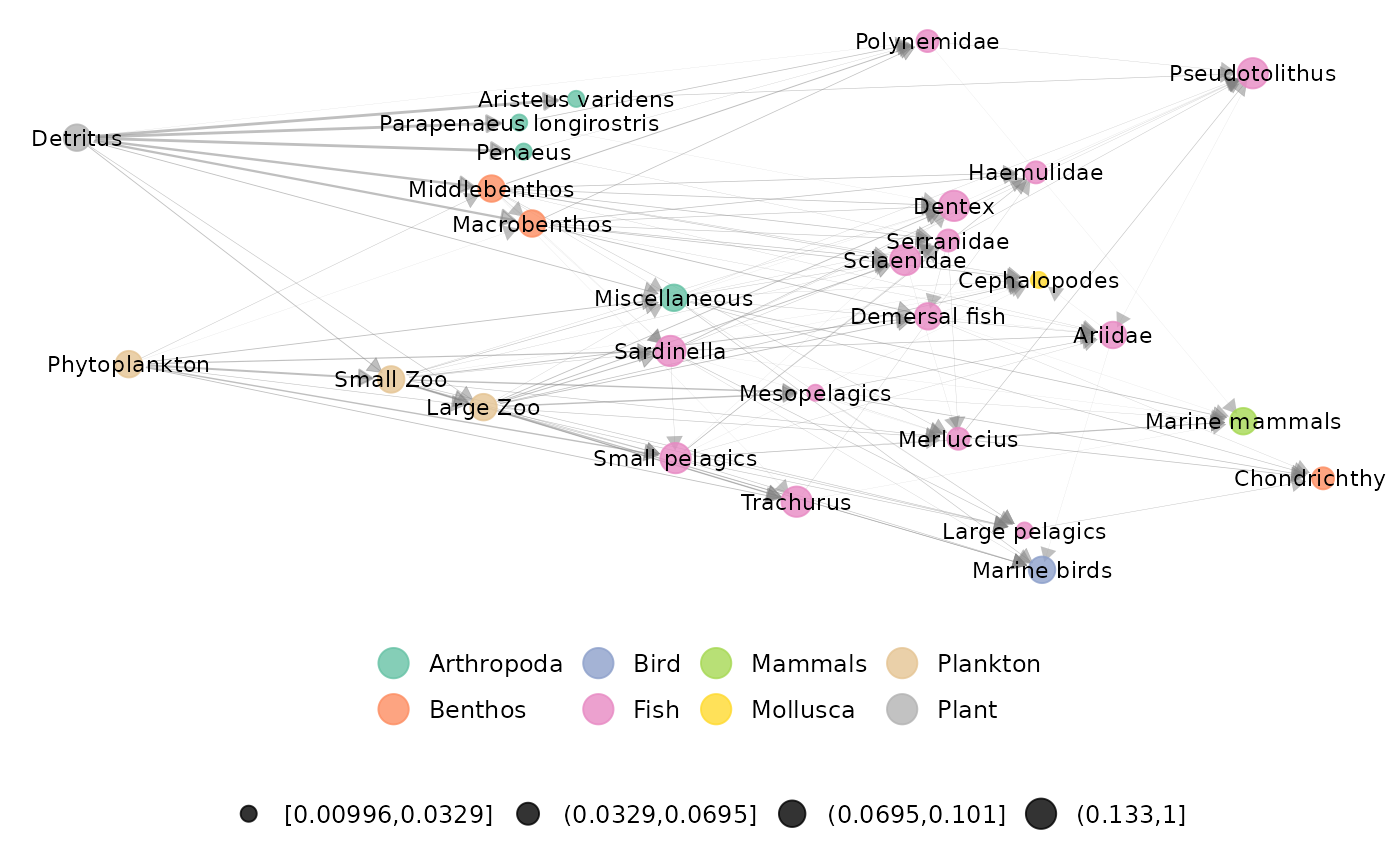 Polynemidae
Pseudotolithus
Aristeus varidens
Parapenaeus longirostris
Detritus
Penaeus
Haemulidae
Middlebenthos
Dentex
Macrobenthos
Serranidae
Sciaenidae
Cephalopodes
Miscellaneous
Demersal fish
Ariidae
Sardinella
Phytoplankton
Small Zoo
Mesopelagics
Large Zoo
Marine mammals
Merluccius
Small pelagics
Chondrichthy
Trachurus
Large pelagics
Marine birds
Arthropoda Bird Mammals Plankton
Benthos Fish Mollusca Plant
[0.00996,0.0329] (0.0329,0.0695] (0.0695,0.101] (0.133,1]